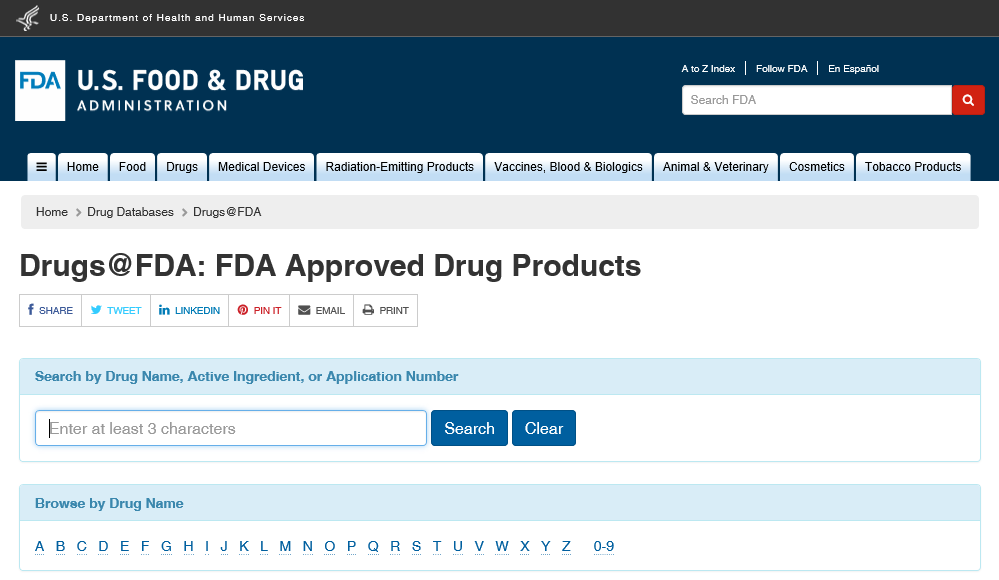 U.S. Department of Health and Human Services
FDA U.S. FOOD & DRUG
ADMINISTRATION
A to Z Index Follow FDA En Español
Search FDA
Home Food Drugs Medical Devices Radiation-Emitting Products Vaccines, Blood & Biologics Animal & Veterinary Cosmetics Tobacco Products
Home Drug Databases Drugs@FDA
Drugs@FDA: FDA Approved Drug Products
SHARE TWEET LINKEDIN PIN IT EMAIL PRINT
Search by Drug Name, Active Ingredient, or Application Number
Enter at least 3 characters Search Clear
Browse by Drug Name
A B C D E F G H I J K L M N O P Q R S T U V W X Y Z 0-9